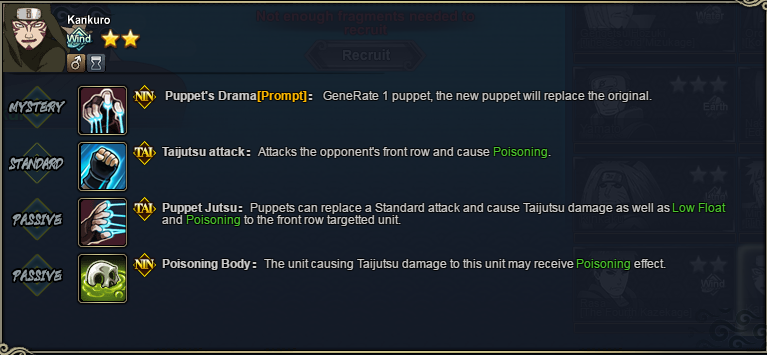 Not enough fragments needed to
recruit
Kankuro
Wind
Recruit
MYSTERY
NIN Puppet's Drama[Prompt]： GeneRate 1 puppet, the new puppet will replace the original.
STANDARD
TAI Taijutsu attack：Attacks the opponent's front row and cause Poisoning.
PASSIVE
TAI Puppet Jutsu：Puppets can replace a Standard attack and cause Taijutsu damage as well as Low Float
and Poisoning to the front row targetted unit.
PASSIVE
NIN Poisoning Body：The unit causing Taijutsu damage to this unit may receive Poisoning effect.
Earth
Wind